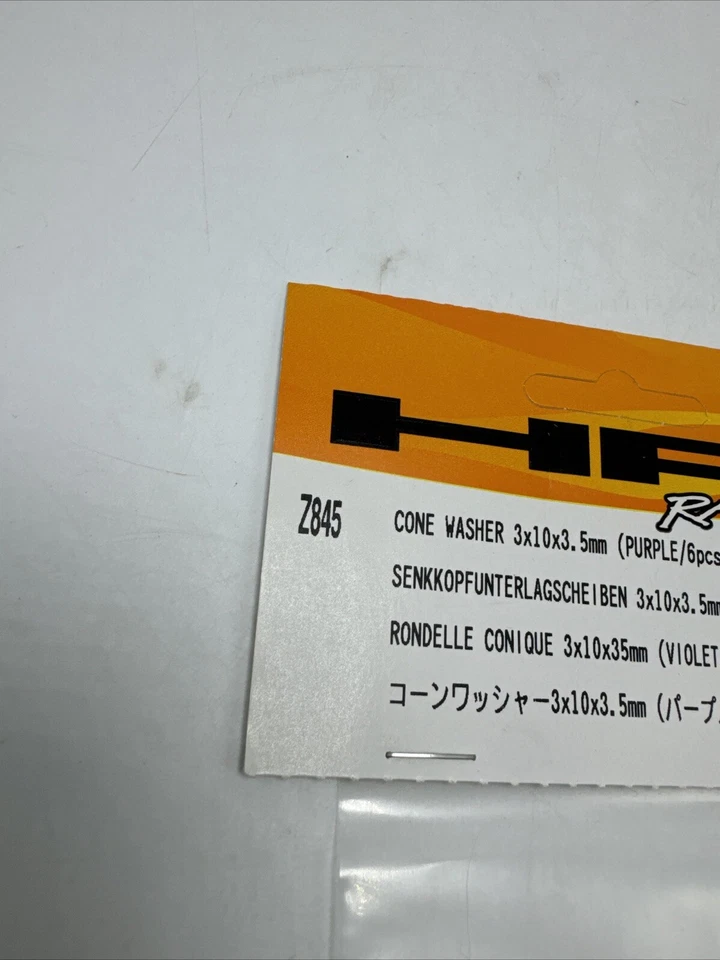 Z845
CONE WASHER 3x10x3.5mm (PURPLE/6pcs
SENKKOPFUNTERLAGSCHEIBEN 3x10x3.5mm
RONDELLE CONIQUE 3x10x35mm (VIOLET
コーンワッシャー3x10x3.5mm (パープ